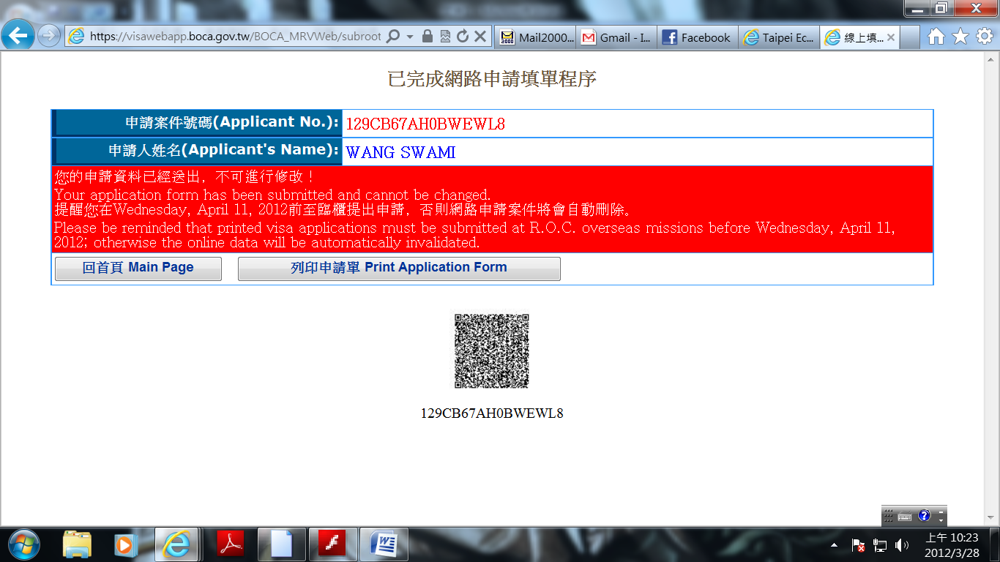 https://visawebapp.boca.gov.tw/BOCA_MRVWeb/subroot
Mail2000...
Gmail - I...
Facebook
Taipei Ec...
線上填...
已完成網路申請填單程序
申請案件號碼(Applicant No.): 129CB67AH0BWEWL8
申請人姓名(Applicant's Name): WANG SWAMI
您的申請資料已經送出，不可進行修改！
Your application form has been submitted and cannot be changed.
提醒您在Wednesday, April 11, 2012前至臨櫃提出申請，否則網路申請案件將會自動刪除。
Please be reminded that printed visa applications must be submitted at R.O.C. overseas missions before Wednesday, April 11,
2012; otherwise the online data will be automatically invalidated.
回首頁 Main Page
列印申請單 Print Application Form
129CB67AH0BWEWL8
上午 10:23
2012/3/28